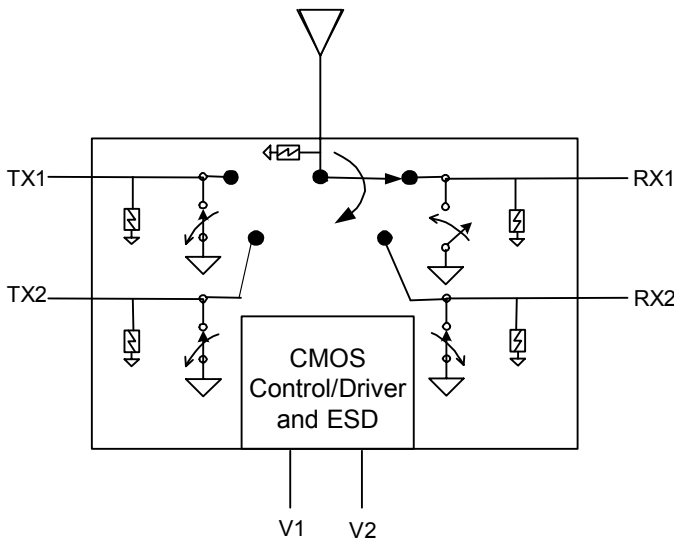 TX1
RX1
TX2
RX2
CMOS
Control/Driver
and ESD
V1
V2